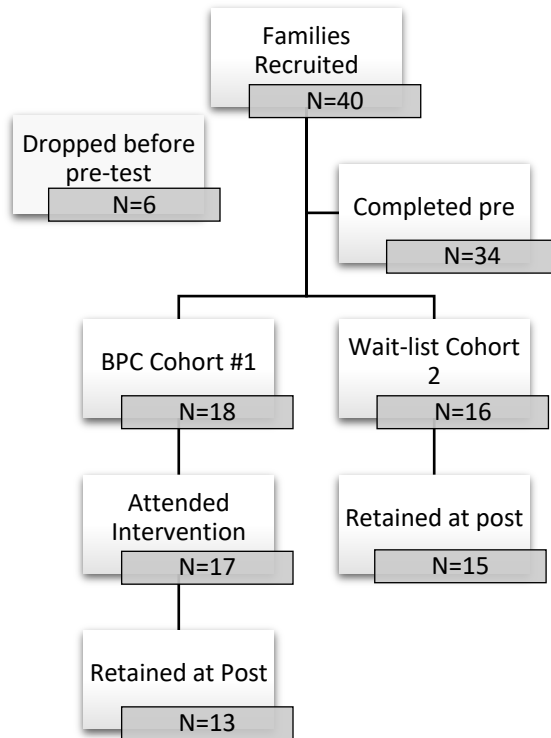 Families
Recruited
N=40
Dropped before
pre-test
N=6
Completed pre
N=34
BPC Cohort #1
N=18
Wait-list Cohort
2
N=16
Attended
Intervention
N=17
Retained at post
N=15
Retained at Post
N=13